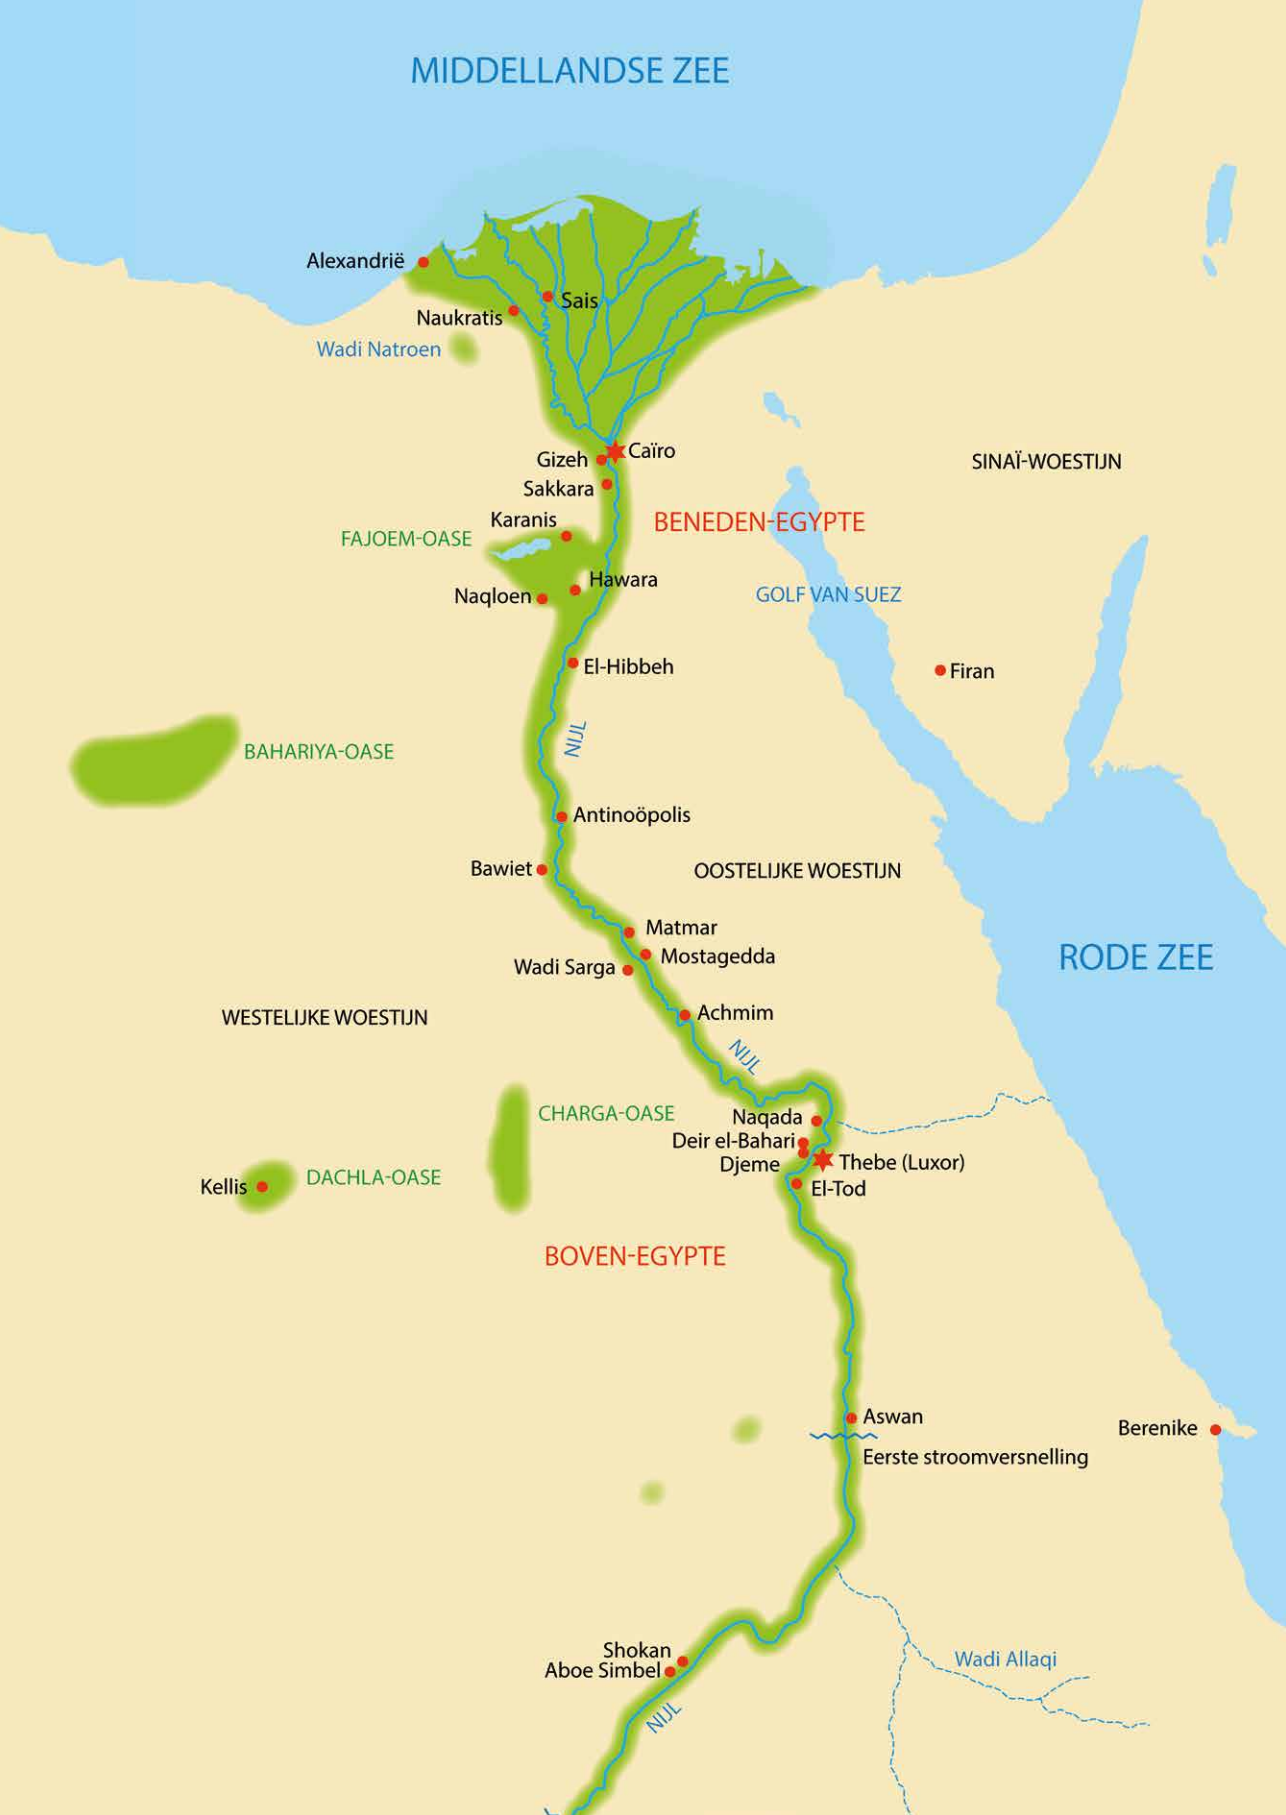 MIDDELLANDSE ZEE
Alexandrië
Sais
Naukratis
Wadi Natroen
Caïro
Gizeh
SINAÏ-WOESTIJN
Sakkara
Karanis
BENEDEN-EGYPTE
FAJOEM-OASE
Hawara
Naqloen
GOLF VAN SUEZ
El-Hibbeh
Firan
NIJL
BAHARIYA-OASE
Antinoöpolis
Bawiet
OOSTELIJKE WOESTIJN
Matmar
Mostagedda
RODE ZEE
Wadi Sarga
Achmim
WESTELIJKE WOESTIJN
NIJL
CHARGA-OASE
Naqada
Deir el-Bahari
Djeme
Thebe (Luxor)
DACHLA-OASE
Kellis
El-Tod
BOVEN-EGYPTE
Aswan
Berenike
Eerste stroomversnelling
Shokan
Wadi Allaqi
Aboe Simbel
NIJL